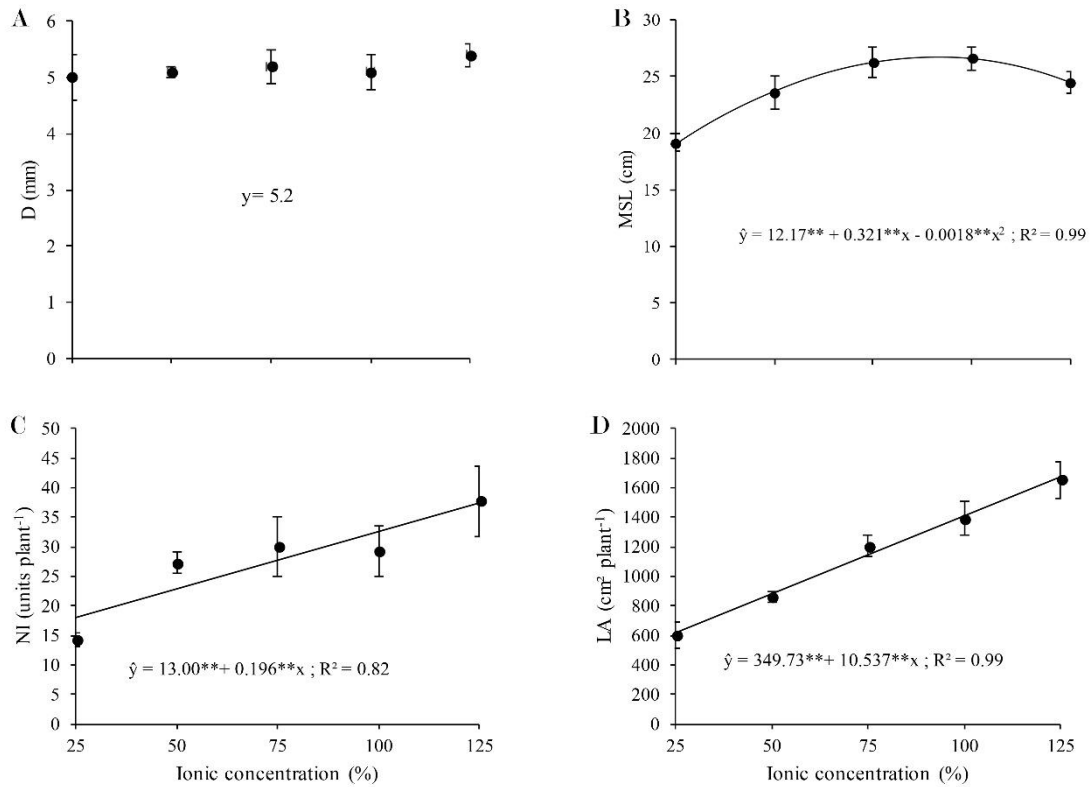 A
6
5
4
3
2
1
0
D (mm)
y= 5.2
B
30
25
20
15
10
5
0
MSL (cm)
ŷ = 12.17** + 0.321**x - 0.0018**x² ; R² = 0.99
C
50
45
40
35
30
25
20
15
10
5
0
NI (units plant⁻¹)
ŷ = 13.00**+ 0.196**x ; R² = 0.82
25 50 75 100 125
Ionic concentration (%)
D
2000
1800
1600
1400
1200
1000
800
600
400
200
0
LA (cm² plant⁻¹)
ŷ = 349.73**+ 10.537**x ; R² = 0.99
25 50 75 100 125
Ionic concentration (%)